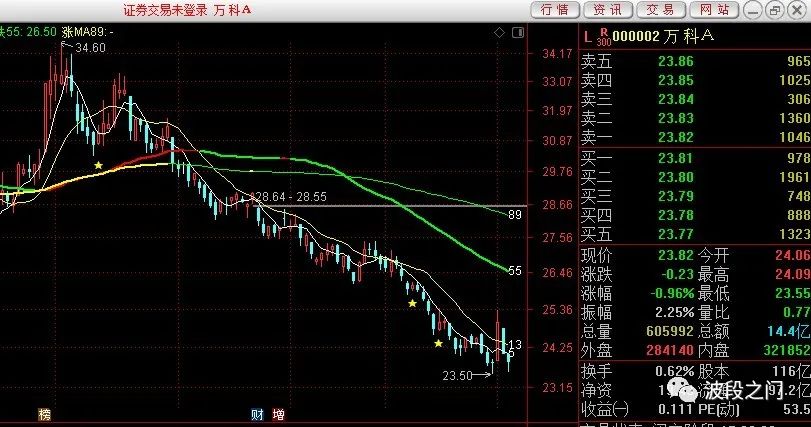 证券交易未登录 万科A
行情 资讯 交易 网站
跌55: 26.50 涨MA89: -
34.60
28.64 - 28.55
89
55
13
23.50
榜 财 增
34.17
33.07
31.97
30.87
29.76
28.66
27.56
26.46
25.36
24.25
23.15
L R 300 000002 万科A
卖五 23.86 965
卖四 23.85 1025
卖三 23.84 306
卖二 23.83 1360
卖一 23.82 1046
买一 23.81 978
买二 23.80 1961
买三 23.79 748
买四 23.78 888
买五 23.77 1323
现价 23.82 今开 24.06
涨跌 -0.23 最高 24.09
涨幅 -0.96% 最低 23.55
振幅 2.25% 量比 0.77
总量 605992 总额 14.4亿
外盘 284140 内盘 321852
换手 0.62% 股本 116亿
净资 7.2亿
收益(一) 0.111 PE(动) 53.5
波段之门